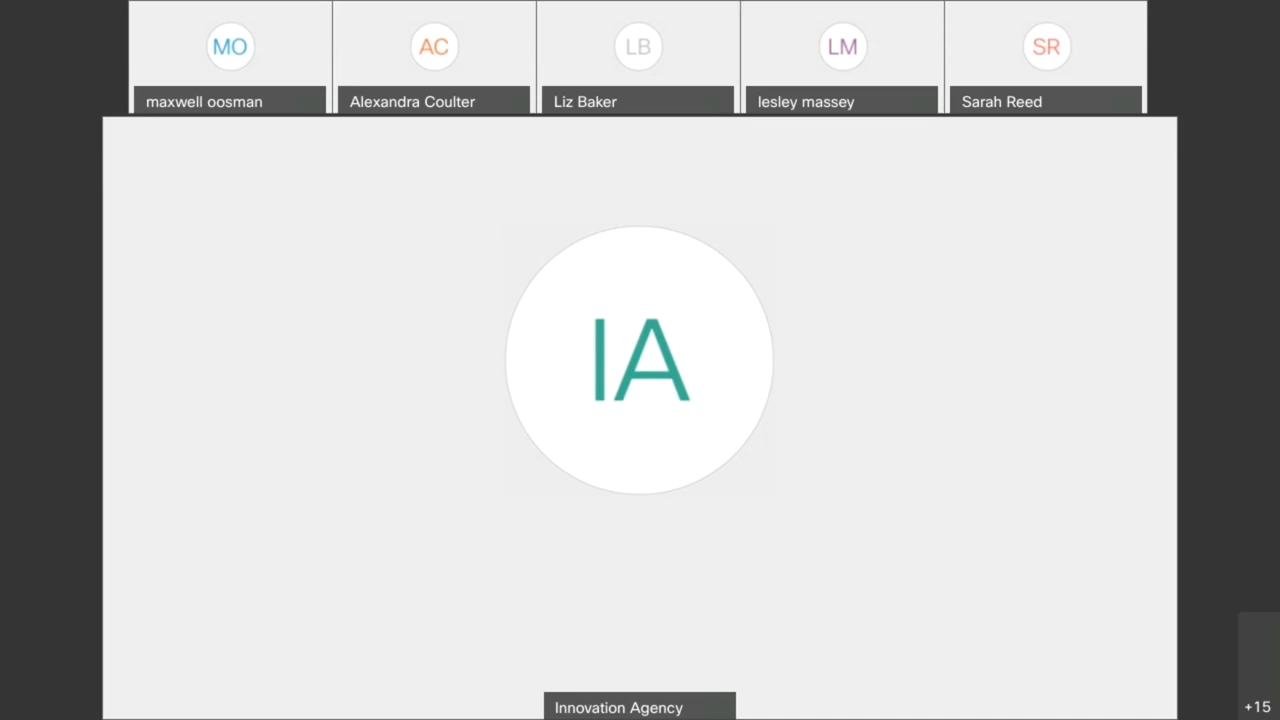 MO
AC
LB
LM
SR
maxwell oosman
Alexandra Coulter
Liz Baker
lesley massey
Sarah Reed
IA
Innovation Agency
+15